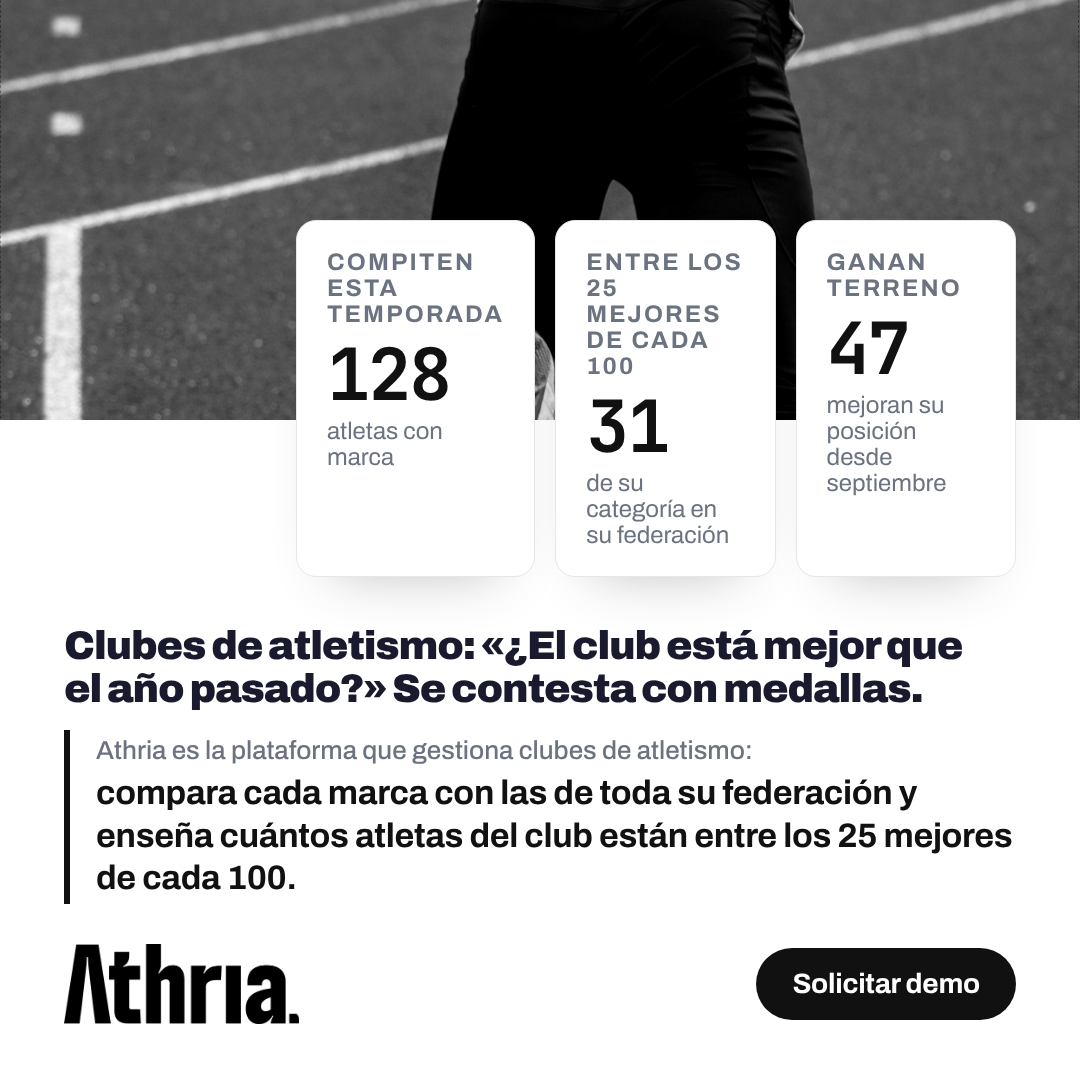 COMPITEN
ESTA
TEMPORADA
128
atletas con
marca
ENTRE LOS
25
MEJORES
DE CADA
100
31
de su
categoría en
su federación
GANAN
TERRENO
47
mejoran su
posición
desde
septiembre
Clubes de atletismo: «¿El club está mejor que
el año pasado?» Se contesta con medallas.
Athria es la plataforma que gestiona clubes de atletismo:
compara cada marca con las de toda su federación y
enseña cuántos atletas del club están entre los 25 mejores
de cada 100.
Athria.
Solicitar demo